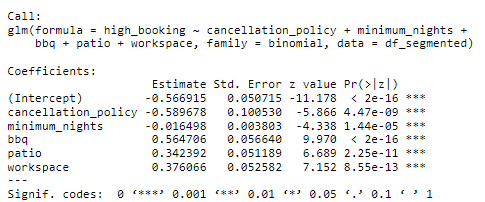 Call:
glm(formula = high_booking ~ cancellation_policy + minimum_nights +
    bbq + patio + workspace, family = binomial, data = df_segmented)

Coefficients:
                     Estimate Std. Error z value Pr(>|z|)
(Intercept)         -0.566915   0.050715 -11.178  < 2e-16 ***
cancellation_policy -0.589678   0.100530  -5.866 4.47e-09 ***
minimum_nights      -0.016498   0.003803  -4.338 1.44e-05 ***
bbq                  0.564706   0.056640   9.970  < 2e-16 ***
patio                0.342392   0.051189   6.689 2.25e-11 ***
workspace            0.376066   0.052582   7.152 8.55e-13 ***
---
Signif. codes:  0 ‘***’ 0.001 ‘**’ 0.01 ‘*’ 0.05 ‘.’ 0.1 ‘ ’ 1